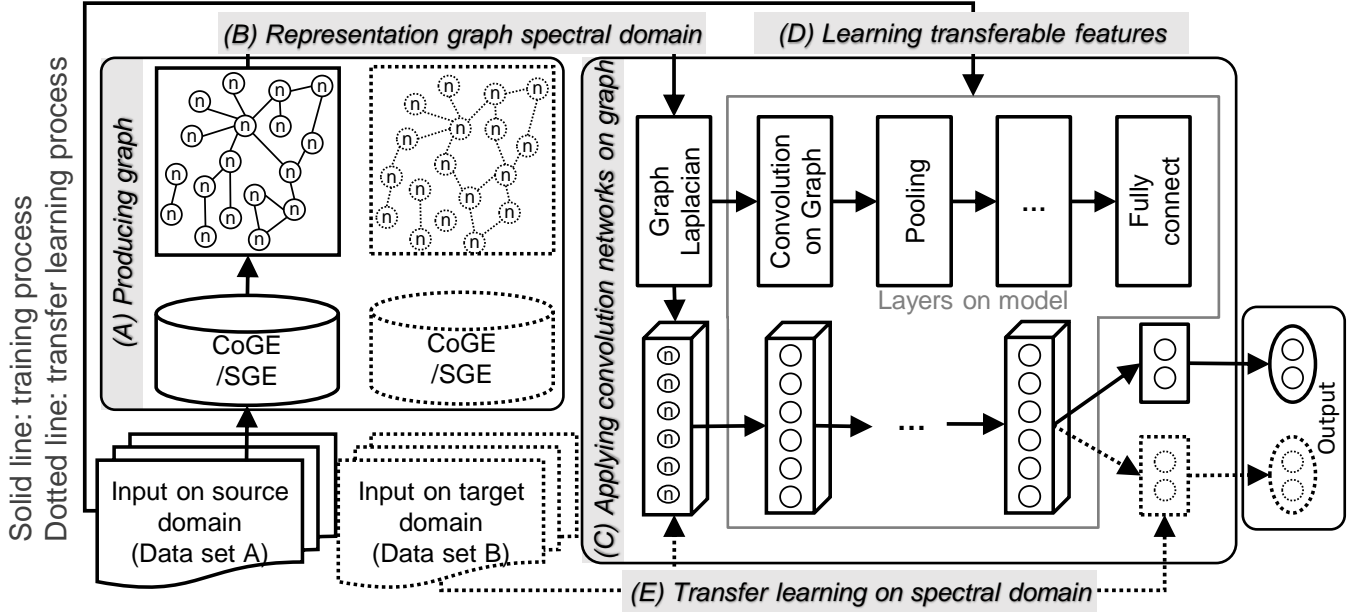 Solid line: training process
Dotted line: transfer learning process
(B) Representation graph spectral domain
(D) Learning transferable features
(A) Producing graph
n n n n n n n n n n n n n n n n n n
n n n n n n n n n n n n n n n n n n
CoGE
/SGE
CoGE
/SGE
Input on source
domain
(Data set A)
Input on target
domain
(Data set B)
(C) Applying convolution networks on graph
Graph
Laplacian
Convolution
on Graph
Pooling
...
Fully
connect
Layers on model
n
n
n
n
n
n
...
Output
(E) Transfer learning on spectral domain